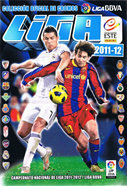 COLECCIÓN OFICIAL DE CROMOS Liga BBVA
LIGA
ESTE
2011-12
CAMPEONATO NACIONAL DE LIGA 2011-2012 LIGA BBVA